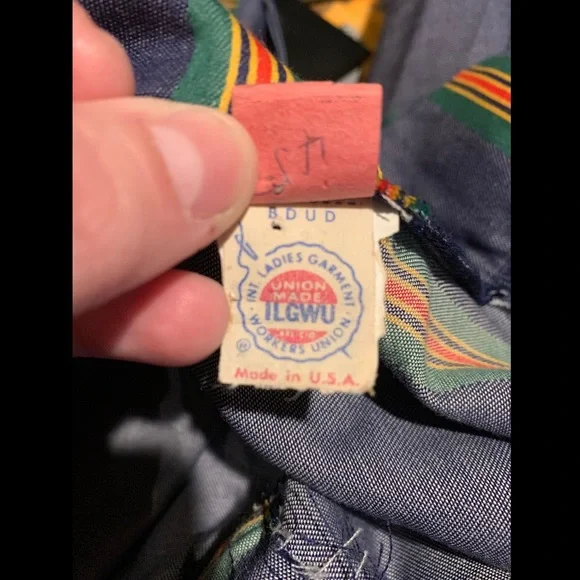 BDUD
INT. LADIES GARMENT
WORKERS UNION
UNION
MADE
ILGWU
AFL-CIO
®
Made in U.S.A.